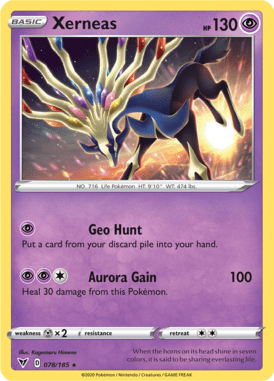 BASIC
Xerneas HP 130
NO. 716 Life Pokémon HT: 9'10" WT: 474 lbs.
Geo Hunt
Put a card from your discard pile into your hand.
Aurora Gain 100
Heal 30 damage from this Pokémon.
weakness ×2 resistance retreat
Illus. Kagemaru Himeno
D 078/185 ★
When the horns on its head shine in seven
colors, it is said to be sharing everlasting life.
©2020 Pokémon / Nintendo / Creatures / GAME FREAK